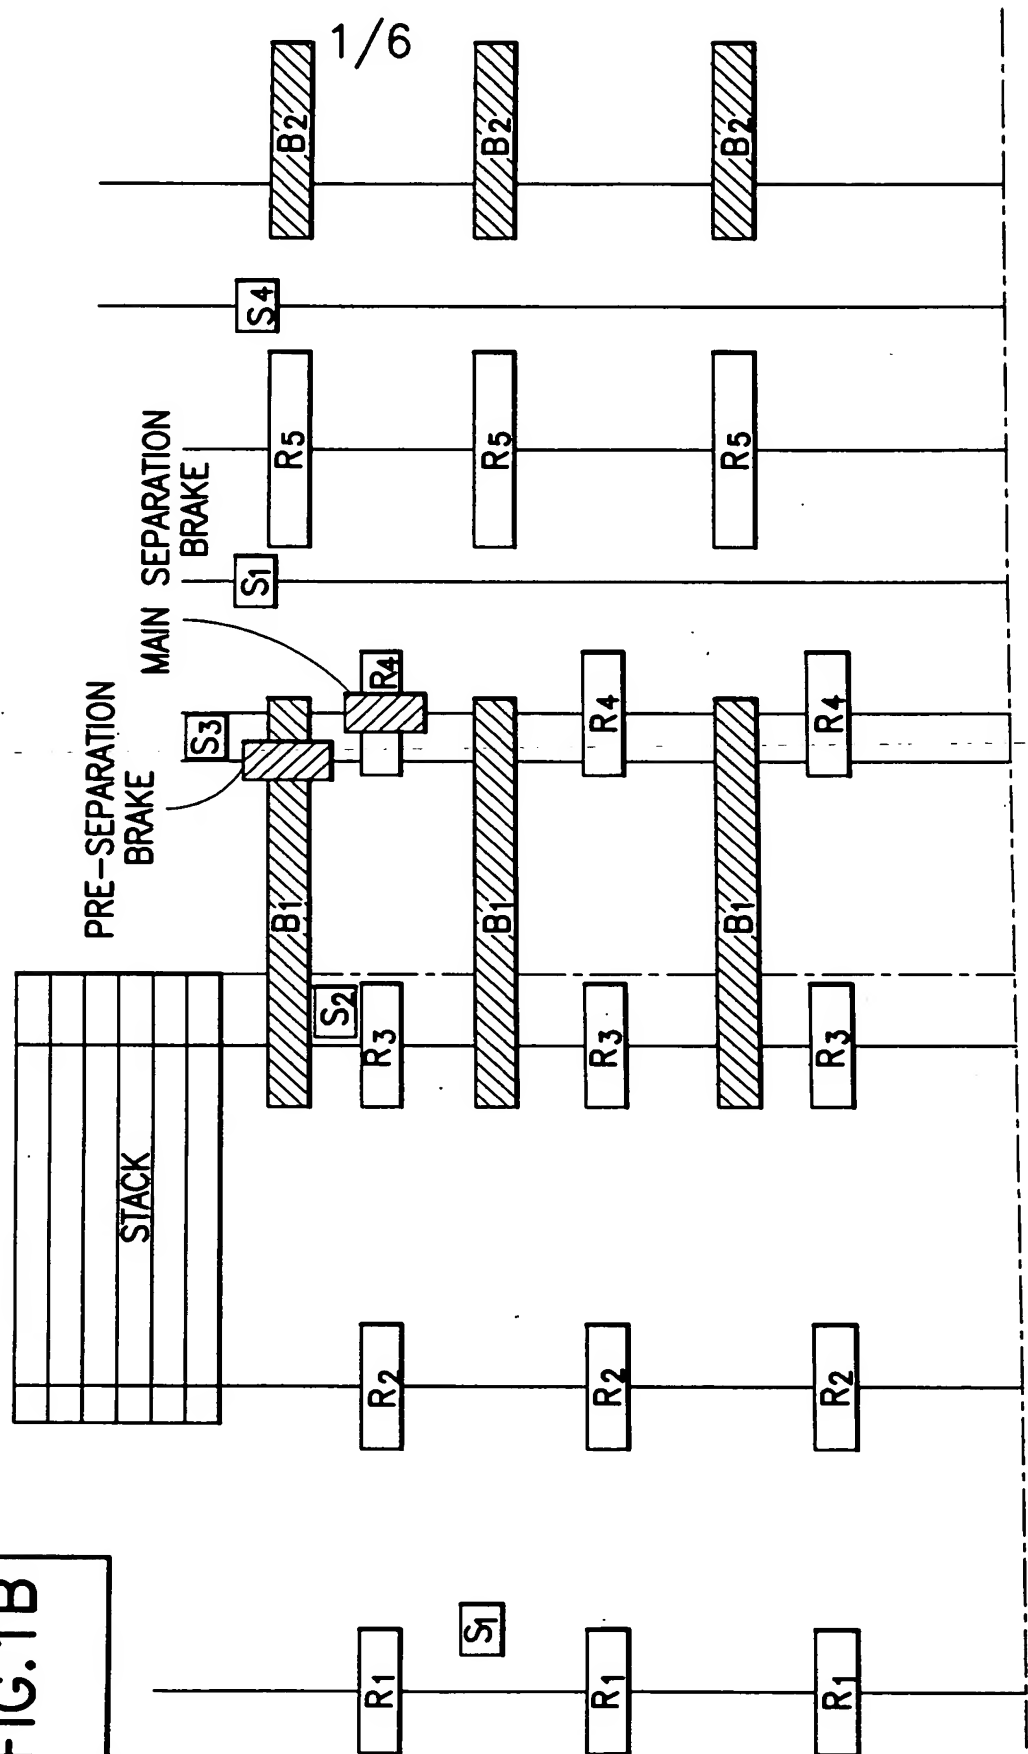 1/6
B2
B2
B2
S4
R5
R5
R5
MAIN SEPARATION
BRAKE
S1
PRE-SEPARATION
BRAKE
S3
R4
R4
R4
B1
B1
B1
S2
R3
R3
R3
STACK
R2
R2
R2
S1
R1
R1
R1
FIG. 1B